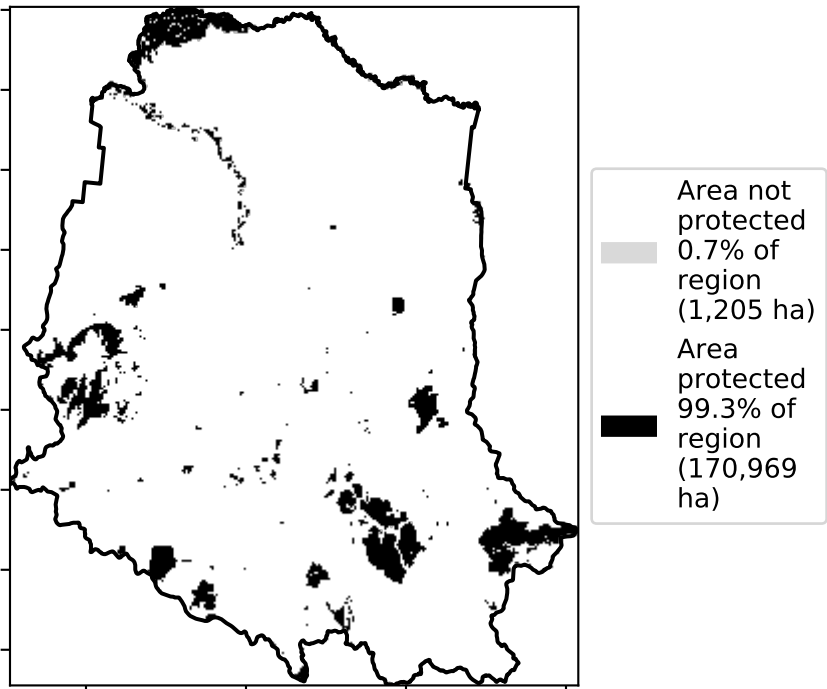 Area not
protected
0.7% of
region
(1,205 ha)
Area
protected
99.3% of
region
(170,969
ha)